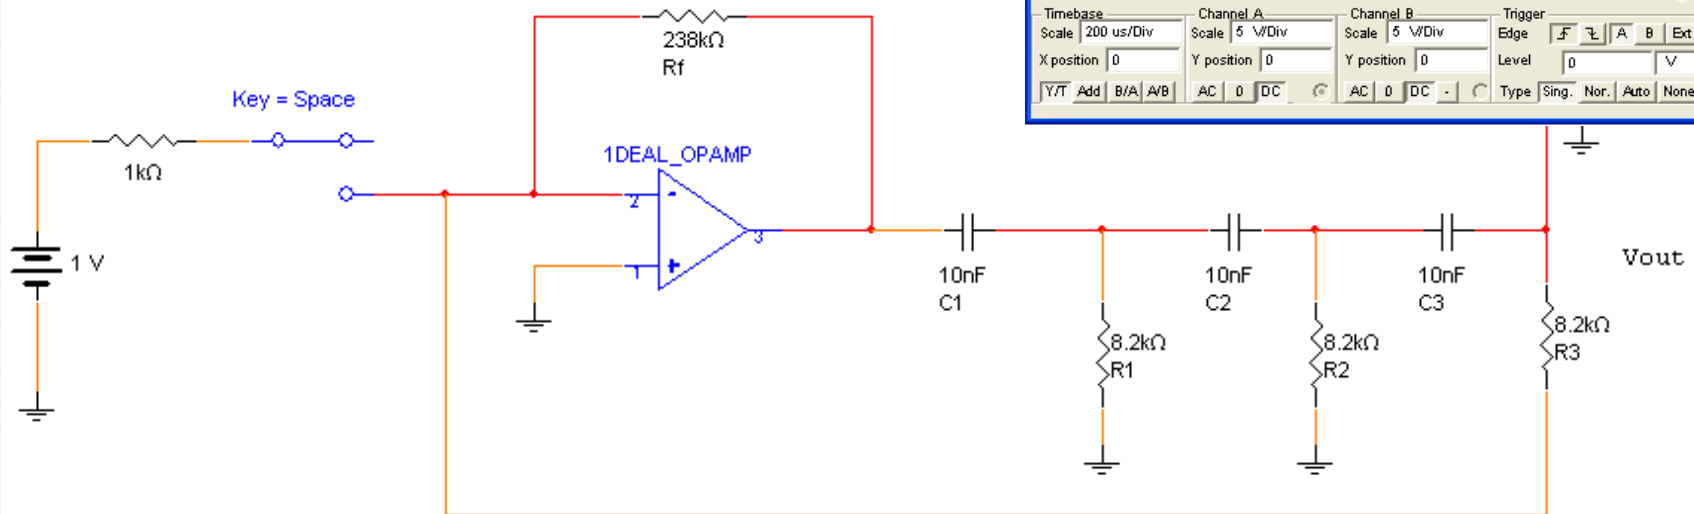 Timebase
Channel A
Channel B
Trigger
Scale 200 us/Div
Scale 5 V/Div
Scale 5 V/Div
Edge A B Ext
X position 0
Y position 0
Y position 0
Level 0 V
Y/T Add B/A A/B
AC 0 DC
AC 0 DC -
Type Sing. Nor. Auto None
238kΩ
Rf
Key = Space
1kΩ
1DEAL_OPAMP
2
-
3
1
+
1 V
10nF
C1
10nF
C2
10nF
C3
Vout
8.2kΩ
R1
8.2kΩ
R2
8.2kΩ
R3